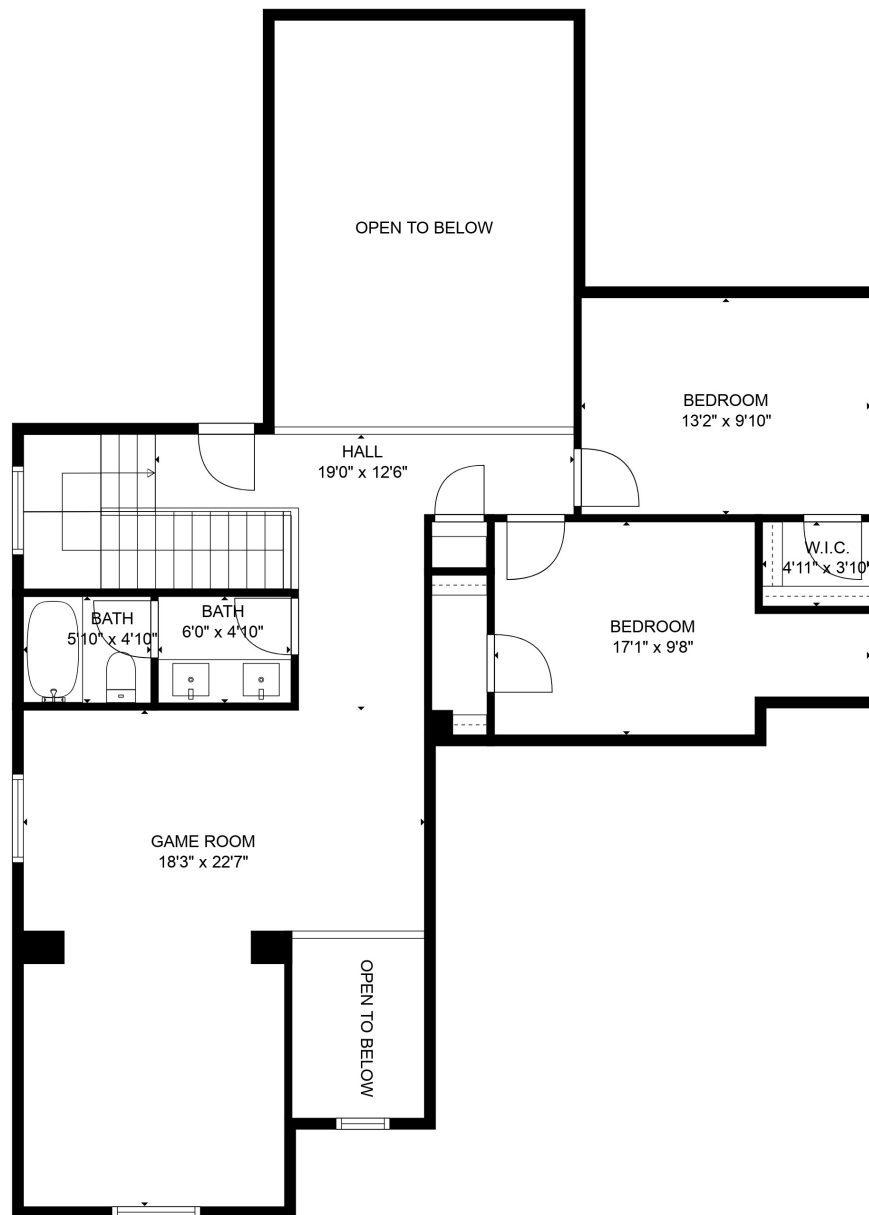 OPEN TO BELOW
BEDROOM
13'2" x 9'10"
HALL
19'0" x 12'6"
W.I.C.
4'11" x 3'10"
BATH
5'10" x 4'10"
BATH
6'0" x 4'10"
BEDROOM
17'1" x 9'8"
GAME ROOM
18'3" x 22'7"
OPEN TO BELOW